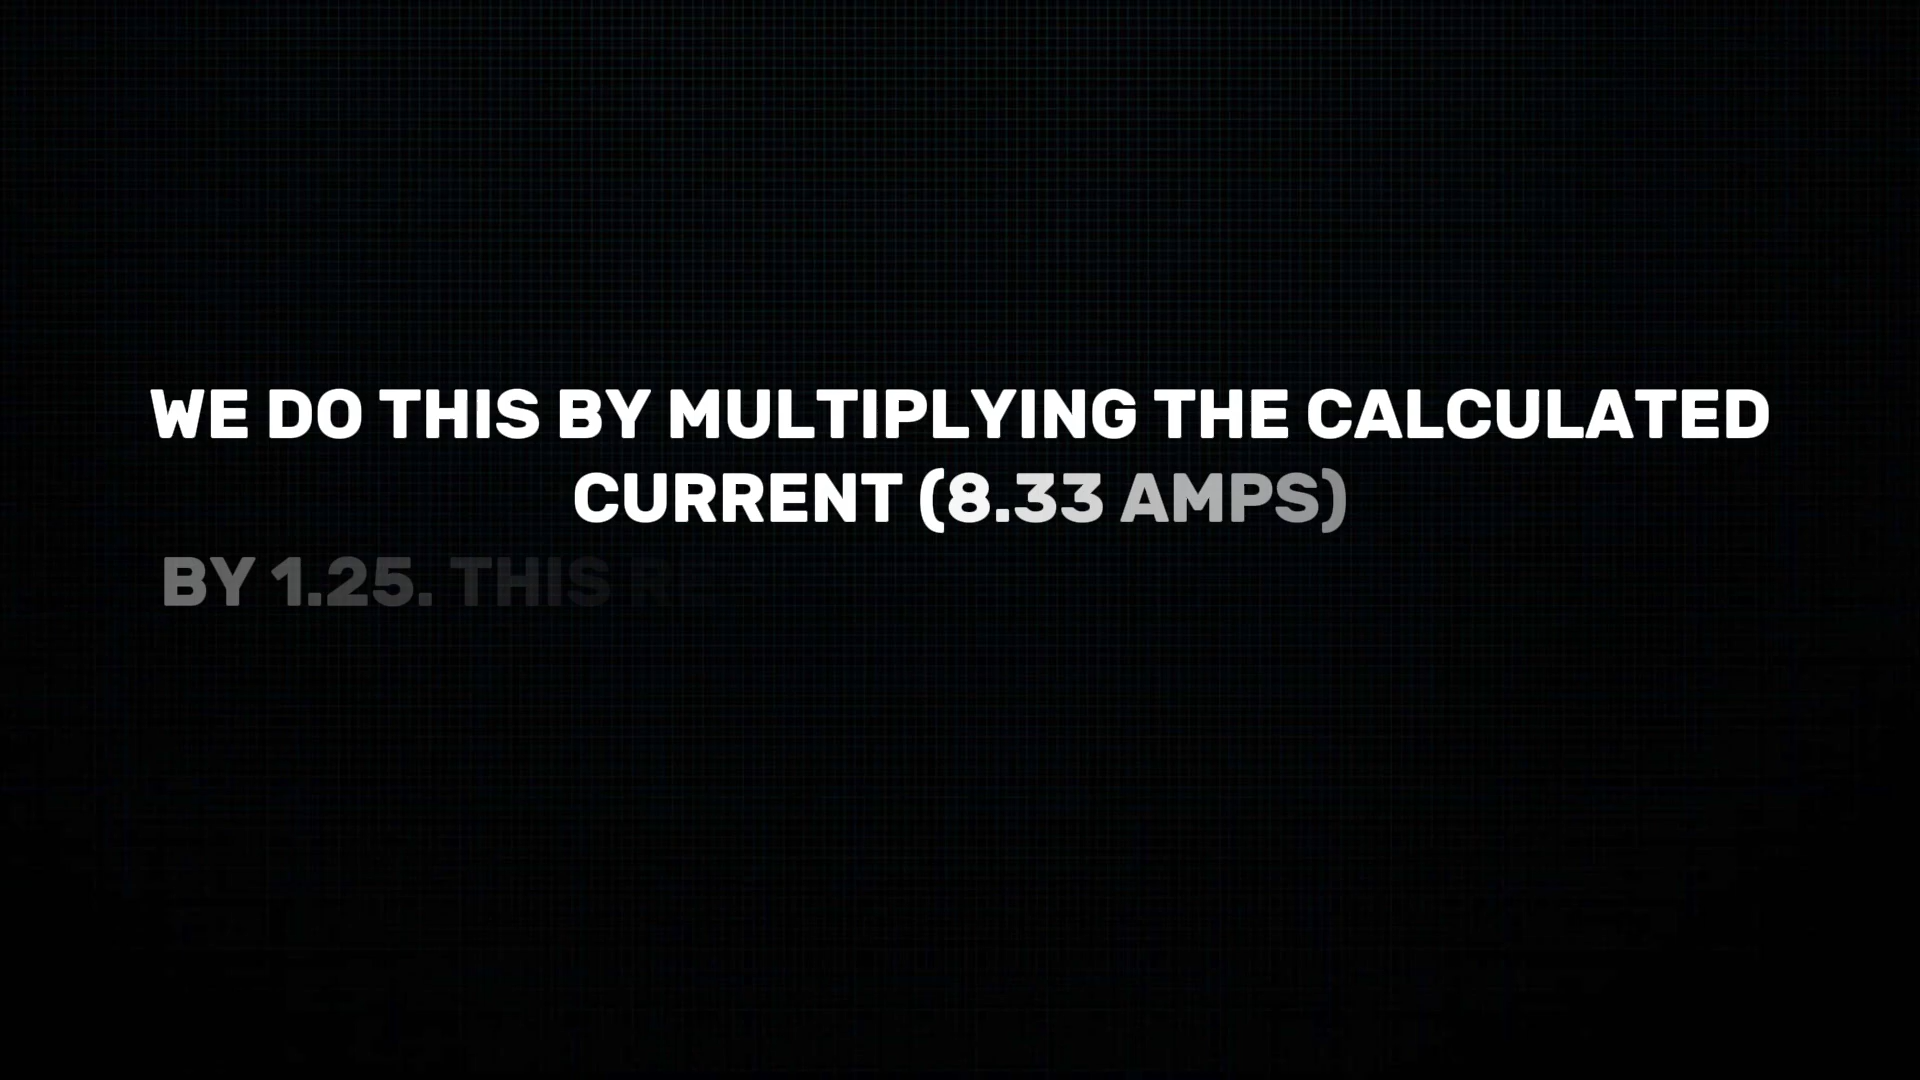 WE DO THIS BY MULTIPLYING THE CALCULATED
CURRENT (8.33 AMPS)
BY 1.25. THIS